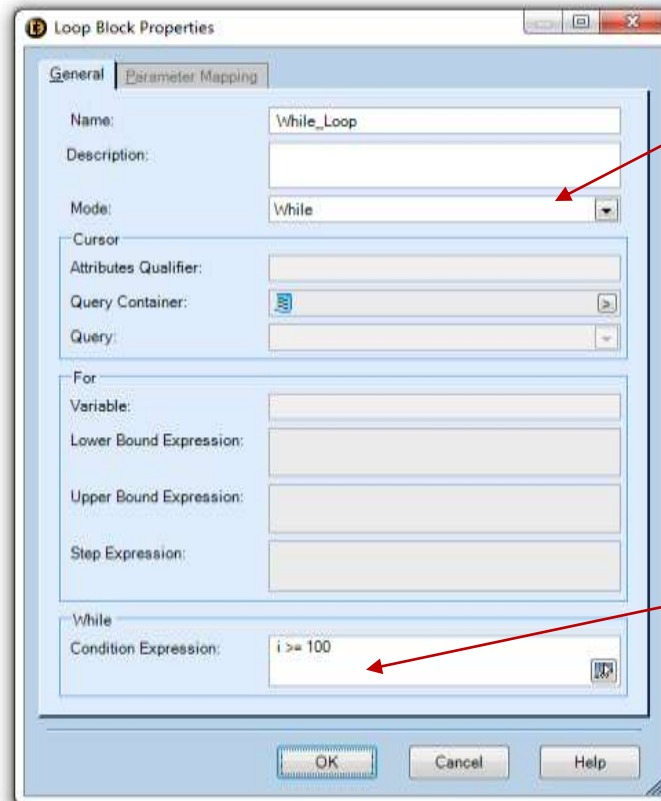 Loop Block Properties
General Parameter Mapping
Name: While_Loop
Description:
Mode: While
Cursor
Attributes Qualifier:
Query Container:
Query:
For
Variable:
Lower Bound Expression:
Upper Bound Expression:
Step Expression:
While
Condition Expression: i >= 100
OK Cancel Help